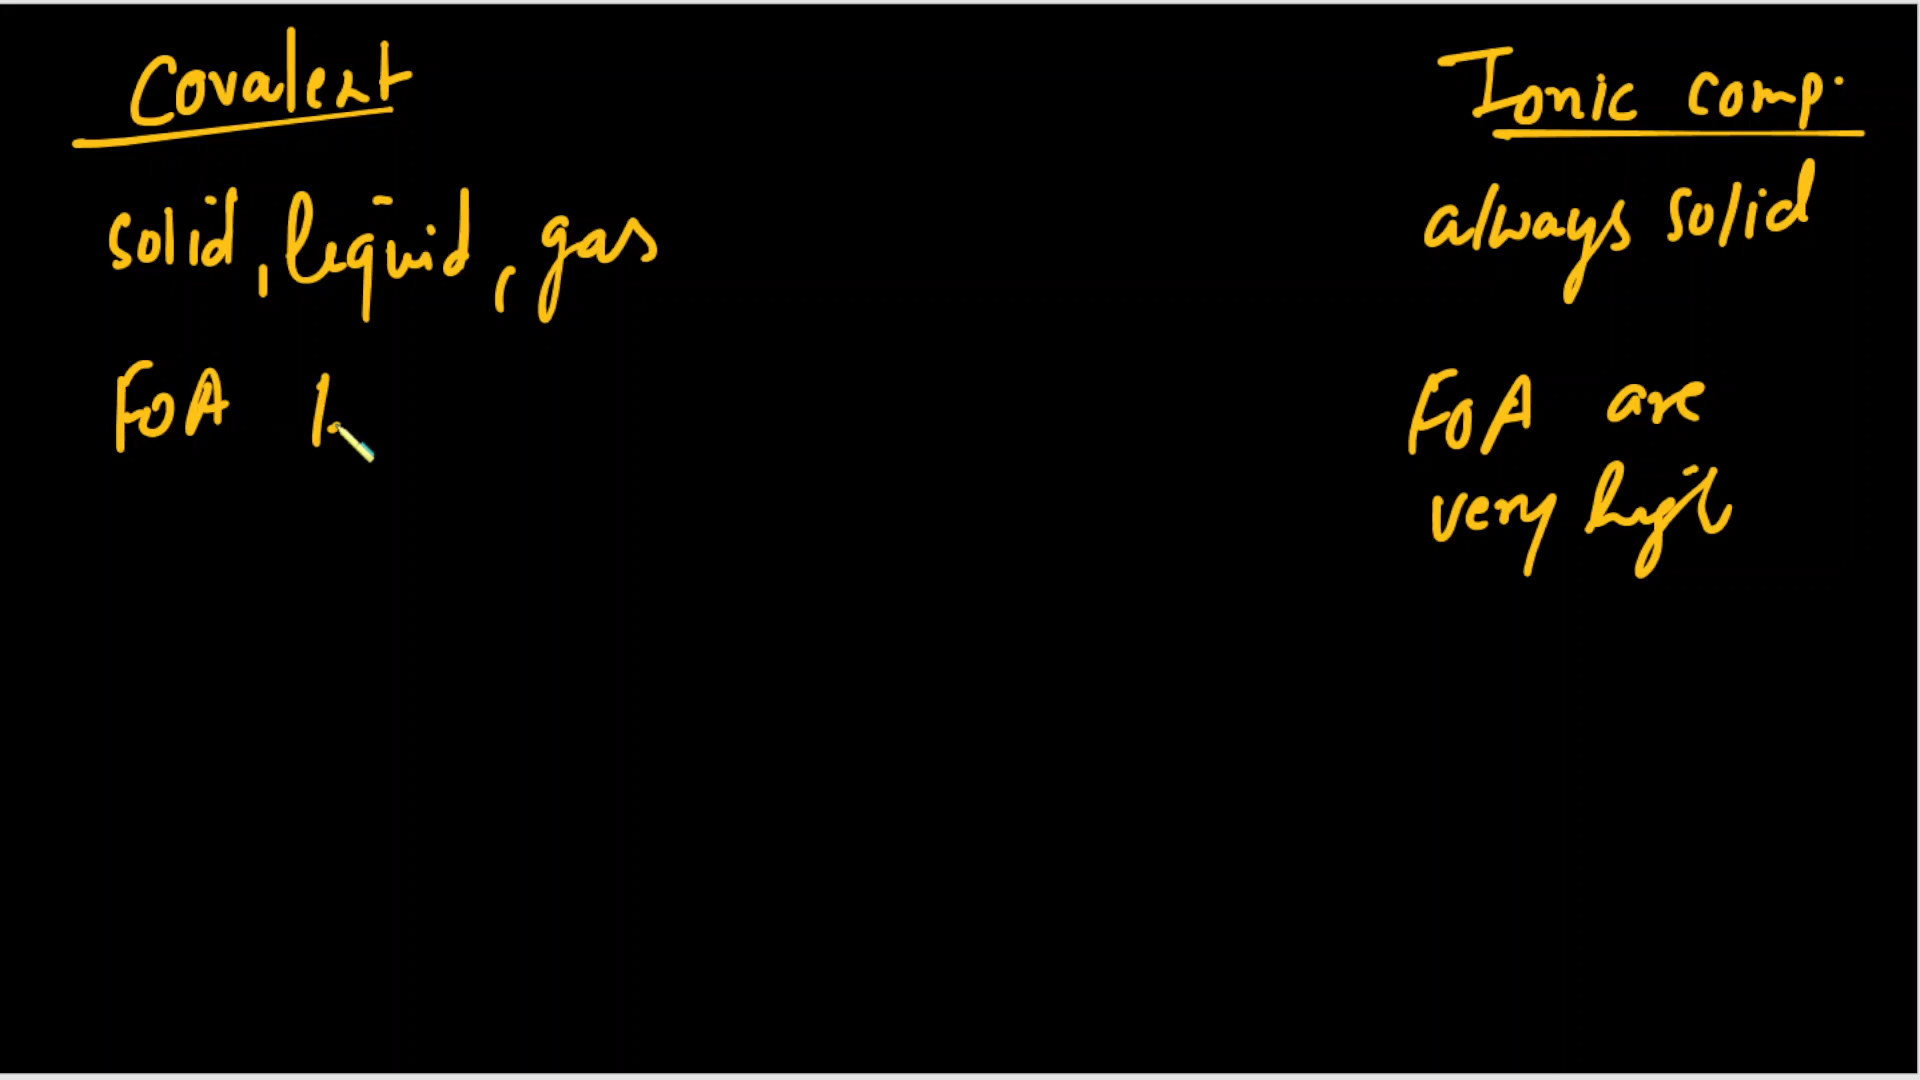 Covalent
solid, liquid, gas
FOA
Ionic comp.
always solid
FOA are
very high